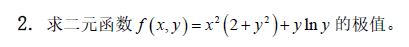 2. 求二元函数 f(x,y)=x²(2+y²)+y ln y 的极值。